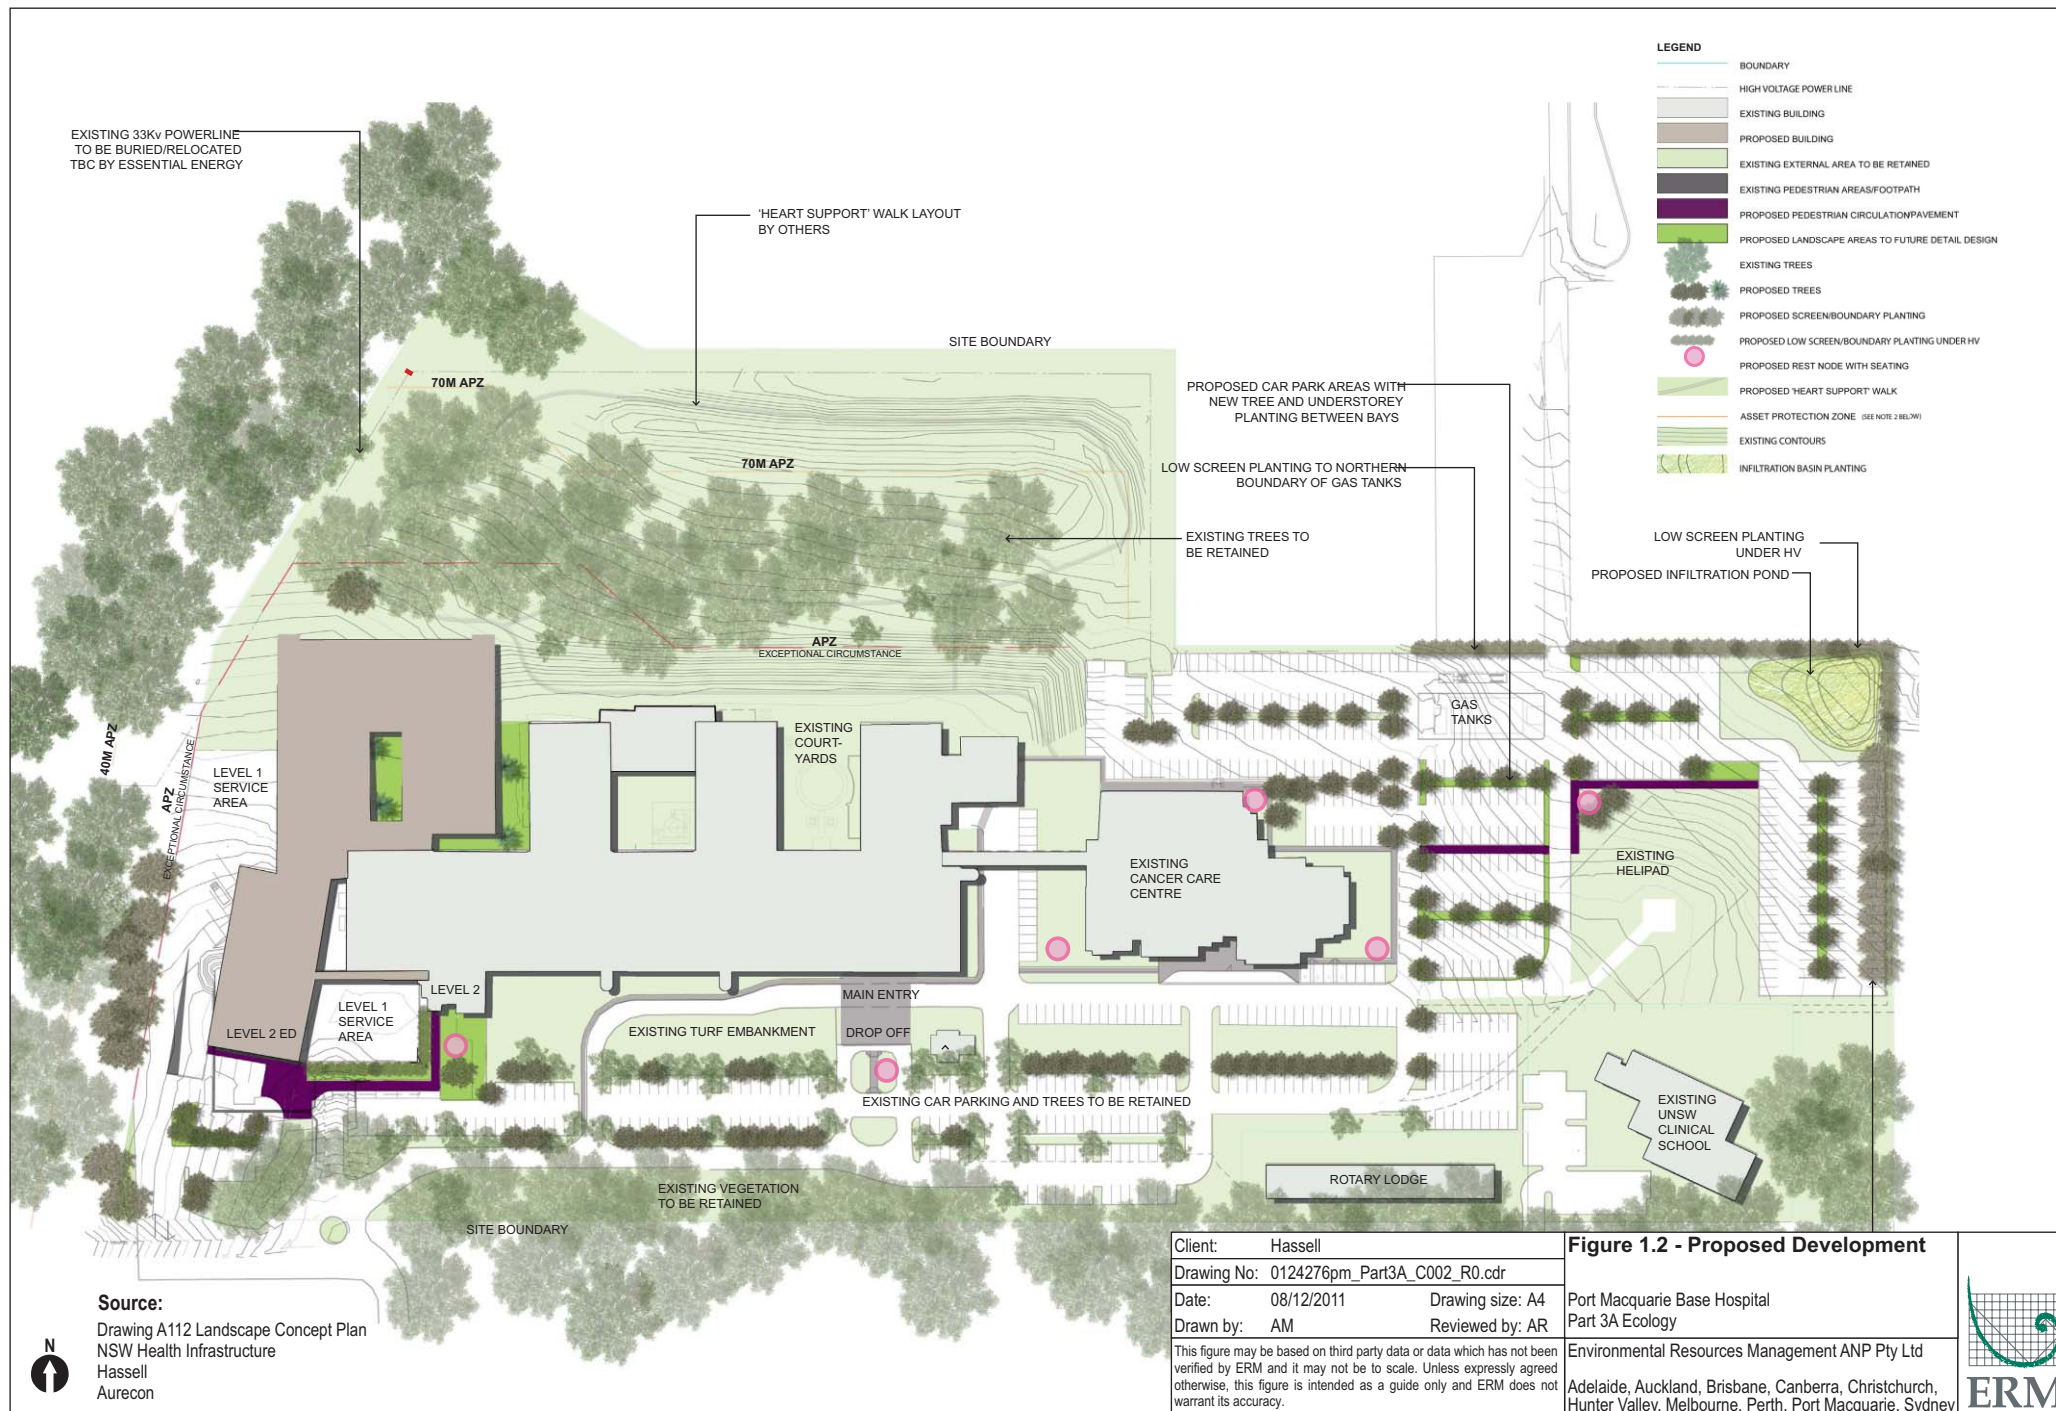 LEGEND
BOUNDARY
HIGH VOLTAGE POWER LINE
EXISTING BUILDING
PROPOSED BUILDING
EXISTING EXTERNAL AREA TO BE RETAINED
EXISTING PEDESTRIAN AREAS/FOOTPATH
PROPOSED PEDESTRIAN CIRCULATION/PAVEMENT
PROPOSED LANDSCAPE AREAS TO FUTURE DETAIL DESIGN
EXISTING TREES
PROPOSED TREES
PROPOSED SCREEN/BOUNDARY PLANTING
PROPOSED LOW SCREEN/BOUNDARY PLANTING UNDER HV
PROPOSED REST NODE WITH SEATING
PROPOSED 'HEART SUPPORT' WALK
ASSET PROTECTION ZONE (SEE NOTE 2 BELOW)
EXISTING CONTOURS
INFILTRATION BASIN PLANTING
EXISTING 33Kv POWERLINE
TO BE BURIED/RELOCATED
TBC BY ESSENTIAL ENERGY
'HEART SUPPORT' WALK LAYOUT
BY OTHERS
SITE BOUNDARY
70M APZ
PROPOSED CAR PARK AREAS WITH
NEW TREE AND UNDERSTOREY
PLANTING BETWEEN BAYS
70M APZ
LOW SCREEN PLANTING TO NORTHERN
BOUNDARY OF GAS TANKS
EXISTING TREES TO
BE RETAINED
LOW SCREEN PLANTING
UNDER HV
PROPOSED INFILTRATION POND
APZ
EXCEPTIONAL CIRCUMSTANCE
40M APZ
APZ
EXCEPTIONAL CIRCUMSTANCE
LEVEL 1
SERVICE
AREA
EXISTING
COURT-
YARDS
GAS
TANKS
EXISTING
CANCER CARE
CENTRE
EXISTING
HELIPAD
LEVEL 2
LEVEL 1
SERVICE
AREA
LEVEL 2 ED
MAIN ENTRY
DROP OFF
EXISTING TURF EMBANKMENT
EXISTING CAR PARKING AND TREES TO BE RETAINED
EXISTING
UNSW
CLINICAL
SCHOOL
ROTARY LODGE
EXISTING VEGETATION
TO BE RETAINED
SITE BOUNDARY
Source:
Drawing A112 Landscape Concept Plan
NSW Health Infrastructure
Hassell
Aurecon
N
Client: Hassell
Drawing No: 0124276pm_Part3A_C002_R0.cdr
Date: 08/12/2011 Drawing size: A4
Drawn by: AM Reviewed by: AR
This figure may be based on third party data or data which has not been
verified by ERM and it may not be to scale. Unless expressly agreed
otherwise, this figure is intended as a guide only and ERM does not
warrant its accuracy.
Figure 1.2 - Proposed Development
Port Macquarie Base Hospital
Part 3A Ecology
Environmental Resources Management ANP Pty Ltd
Adelaide, Auckland, Brisbane, Canberra, Christchurch,
Hunter Valley, Melbourne, Perth, Port Macquarie, Sydney
ERM